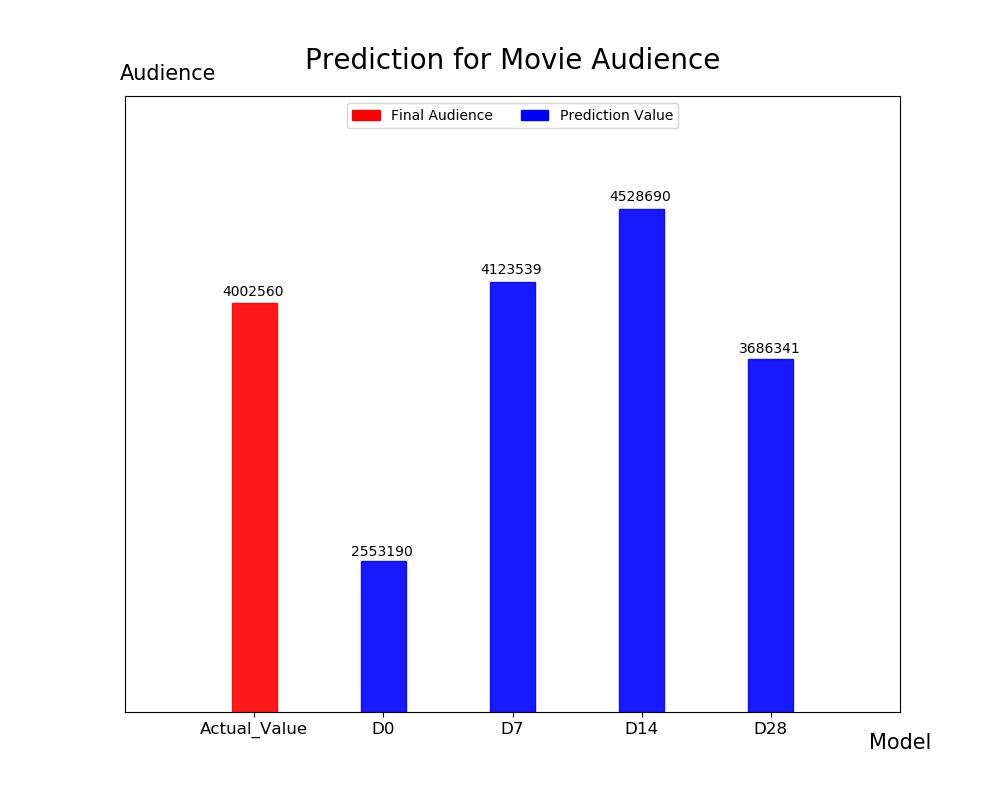 Prediction for Movie Audience
Audience
Final Audience Prediction Value
4528690
4123539
4002560
3686341
2553190
Actual_Value D0 D7 D14 D28
Model